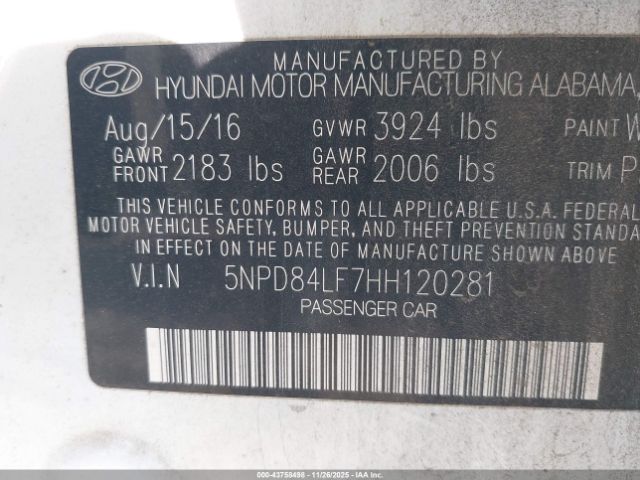 MANUFACTURED BY
HYUNDAI MOTOR MANUFACTURING ALABAMA,
Aug/15/16 GVWR 3924 lbs PAINT W
GAWR FRONT 2183 lbs GAWR REAR 2006 lbs TRIM P
THIS VEHICLE CONFORMS TO ALL APPLICABLE U.S.A. FEDERAL
MOTOR VEHICLE SAFETY, BUMPER, AND THEFT PREVENTION STA
IN EFFECT ON THE DATE OF MANUFACTURE SHOWN ABOVE.
V.I.N 5NPD84LF7HH120281
PASSENGER CAR
000-43758498 - 11/26/2025 - IAA, Inc.